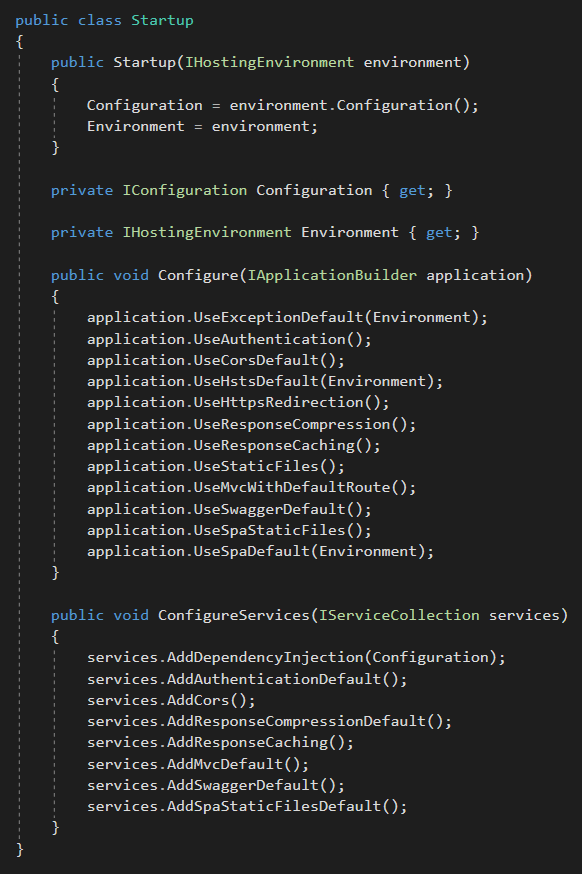 public class Startup
{
    public Startup(IHostingEnvironment environment)
    {
        Configuration = environment.Configuration();
        Environment = environment;
    }

    private IConfiguration Configuration { get; }

    private IHostingEnvironment Environment { get; }

    public void Configure(IApplicationBuilder application)
    {
        application.UseExceptionDefault(Environment);
        application.UseAuthentication();
        application.UseCorsDefault();
        application.UseHstsDefault(Environment);
        application.UseHttpsRedirection();
        application.UseResponseCompression();
        application.UseResponseCaching();
        application.UseStaticFiles();
        application.UseMvcWithDefaultRoute();
        application.UseSwaggerDefault();
        application.UseSpaStaticFiles();
        application.UseSpaDefault(Environment);
    }

    public void ConfigureServices(IServiceCollection services)
    {
        services.AddDependencyInjection(Configuration);
        services.AddAuthenticationDefault();
        services.AddCors();
        services.AddResponseCompressionDefault();
        services.AddResponseCaching();
        services.AddMvcDefault();
        services.AddSwaggerDefault();
        services.AddSpaStaticFilesDefault();
    }
}